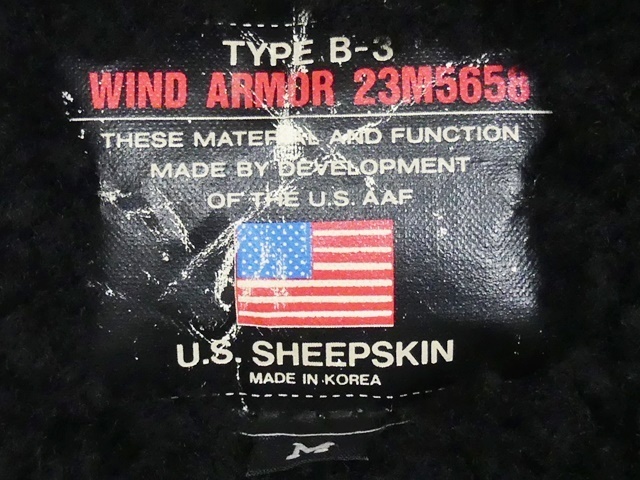 TYPE B-3
WIND ARMOR 23M5658
THESE MATERIAL AND FUNCTION
MADE BY DEVELOPMENT
OF THE U.S. AAF
U.S. SHEEPSKIN
MADE IN KOREA
M